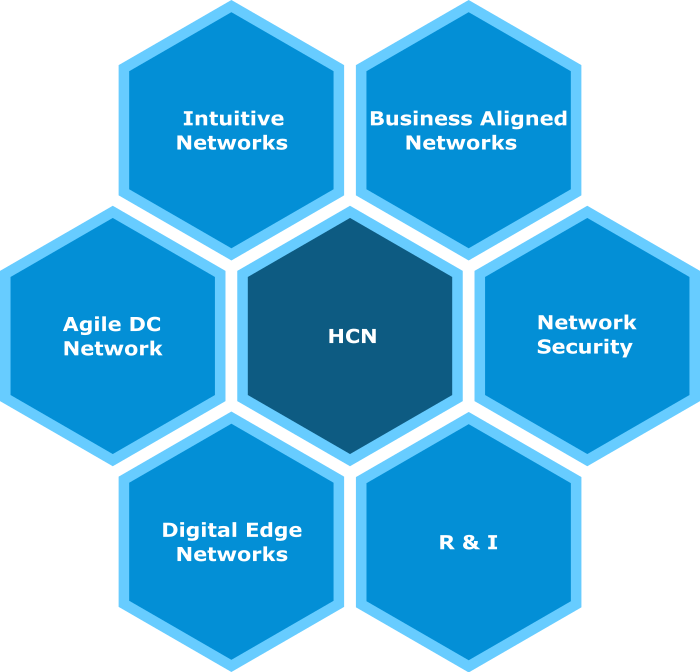 Intuitive
Networks
Business Aligned
Networks
Agile DC
Network
HCN
Network
Security
Digital Edge
Networks
R & I